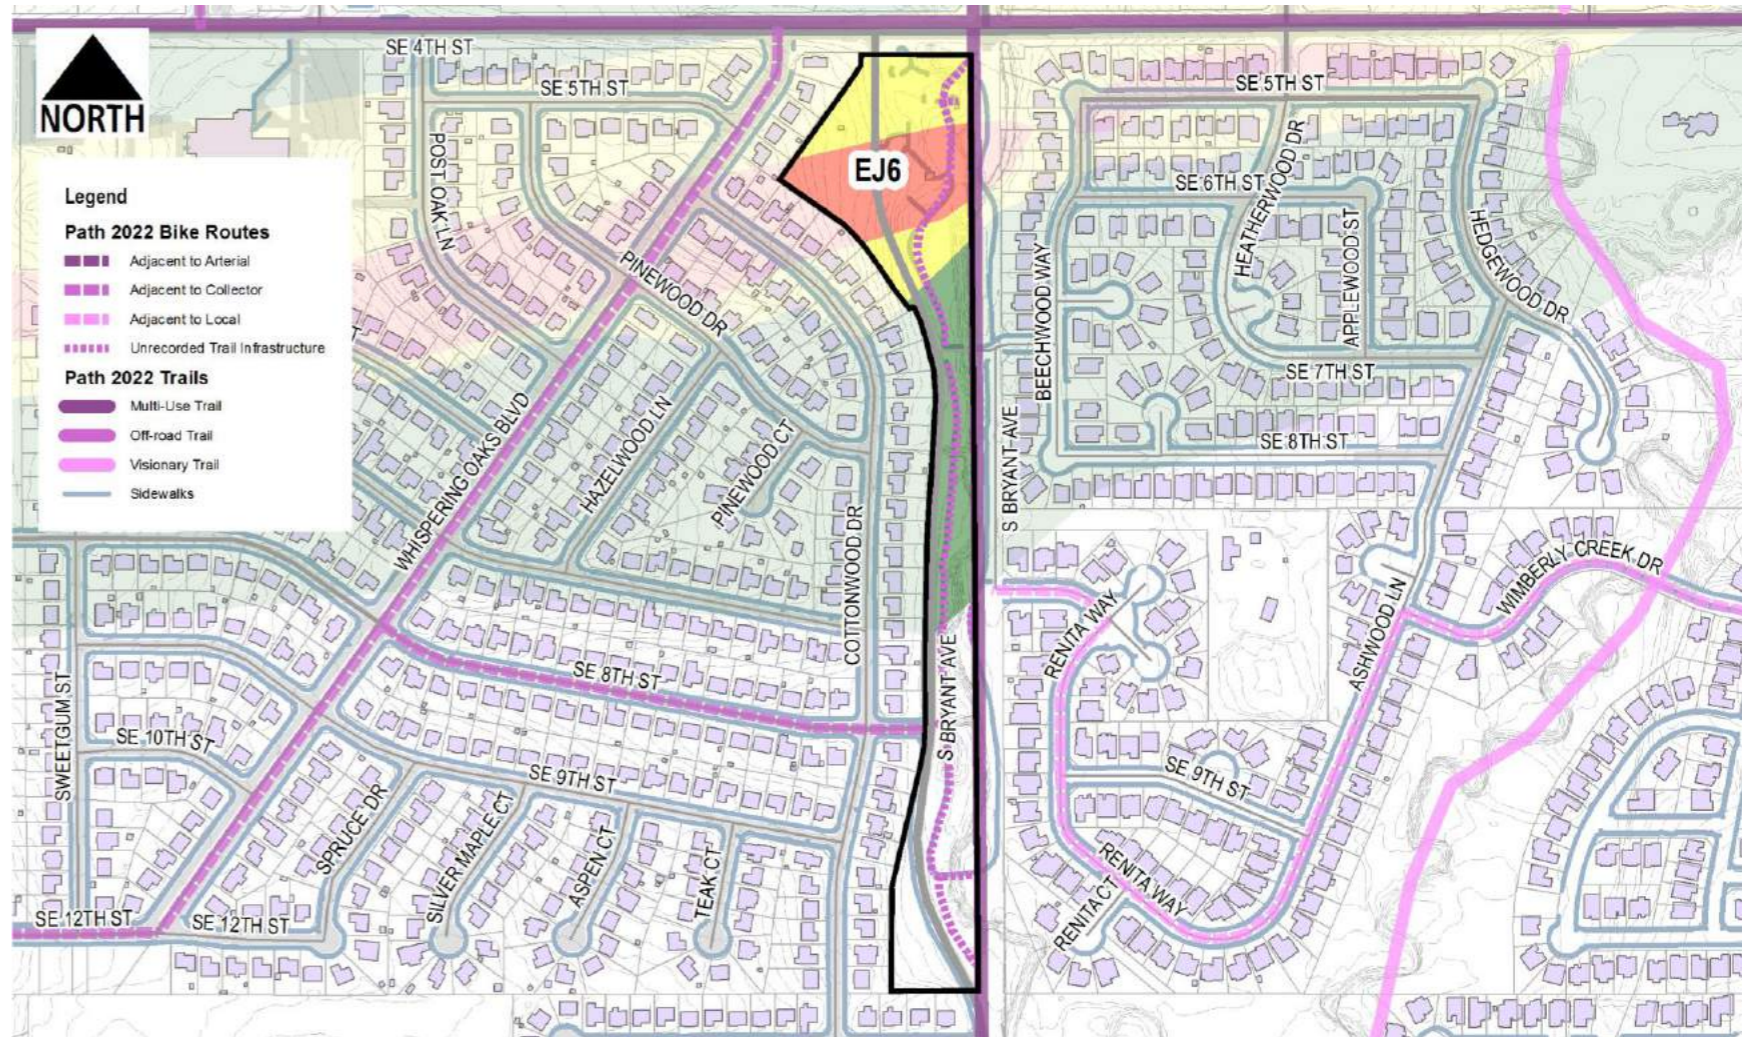 NORTH
Legend
Path 2022 Bike Routes
Adjacent to Arterial
Adjacent to Collector
Adjacent to Local
Unrecorded Trail Infrastructure
Path 2022 Trails
Multi-Use Trail
Off-road Trail
Visionary Trail
Sidewalks
SE 4TH ST
SE 5TH ST
POST OAK LN
PINEWOOD DR
WHISPERING OAKS BLVD
HAZELWOOD LN
PINEWOOD CT
COTTONWOOD DR
EJ6
SE 5TH ST
SE 6TH ST
HEATHERWOOD DR
APPLEWOOD ST
HEDGEWOOD DR
BEECHWOOD WAY
SE 7TH ST
SE 8TH ST
S BRYANT AVE
WIMBERLY CREEK DR
RENITA WAY
ASHWOOD LN
SE 8TH ST
S BRYANT AVE
SWEETGUM ST
SE 10TH ST
SE 9TH ST
SE 9TH ST
SPRUCE DR
SILVER MAPLE CT
ASPEN CT
TEAK CT
RENITA WAY
RENITA CT
SE 12TH ST
SE 12TH ST